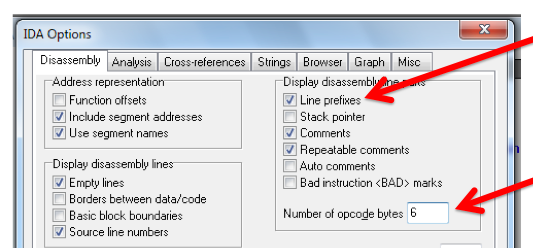 IDA Options
Disassembly Analysis Cross-references Strings Browser Graph Misc
Address representation
Function offsets
Include segment addresses
Use segment names
Display disassembly lines
Empty lines
Borders between data/code
Basic block boundaries
Source line numbers
Display disassembly line parts
Line prefixes
Stack pointer
Comments
Repeatable comments
Auto comments
Bad instruction <BAD> marks
Number of opcode bytes 6